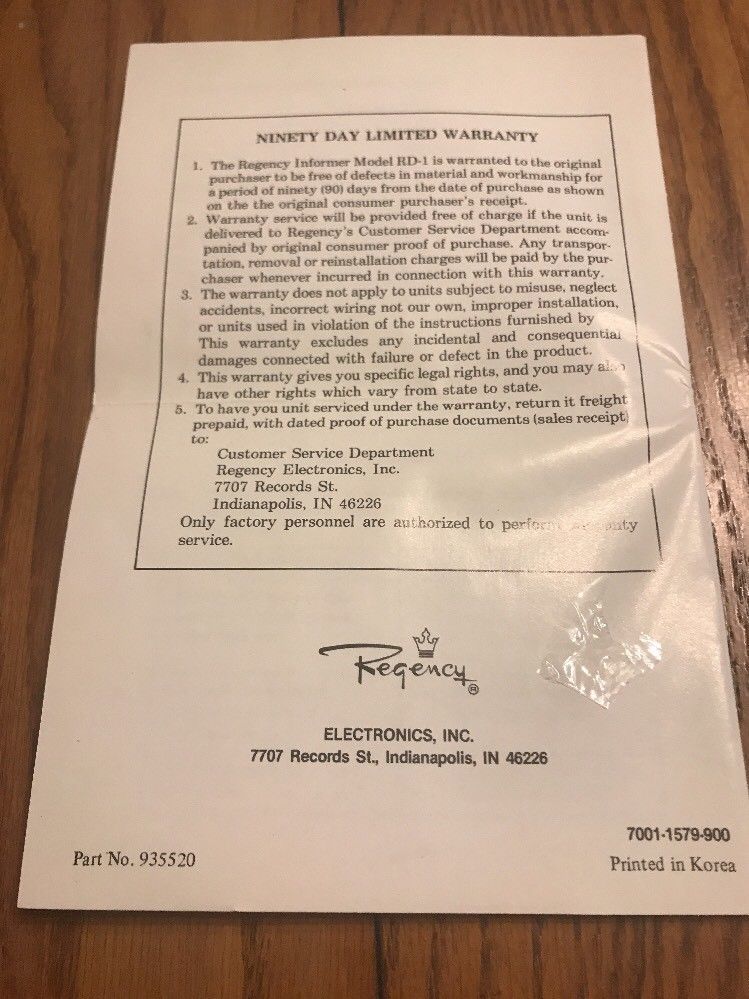 NINETY DAY LIMITED WARRANTY
1. The Regency Informer Model RD-1 is warranted to the original
purchaser to be free of defects in material and workmanship for
a period of ninety (90) days from the date of purchase as shown
on the the original consumer purchaser's receipt.
2. Warranty service will be provided free of charge if the unit is
delivered to Regency's Customer Service Department accom-
panied by original consumer proof of purchase. Any transpor-
tation, removal or reinstallation charges will be paid by the pur-
chaser whenever incurred in connection with this warranty.
3. The warranty does not apply to units subject to misuse, neglect
accidents, incorrect wiring not our own, improper installation,
or units used in violation of the instructions furnished by
This warranty excludes any incidental and consequential
damages connected with failure or defect in the product.
4. This warranty gives you specific legal rights, and you may also
have other rights which vary from state to state.
5. To have you unit serviced under the warranty, return it freight
prepaid, with dated proof of purchase documents (sales receipt)
to:
Customer Service Department
Regency Electronics, Inc.
7707 Records St.
Indianapolis, IN 46226
Only factory personnel are authorized to perform warranty
service.
Regency ®
ELECTRONICS, INC.
7707 Records St., Indianapolis, IN 46226
7001-1579-900
Part No. 935520
Printed in Korea